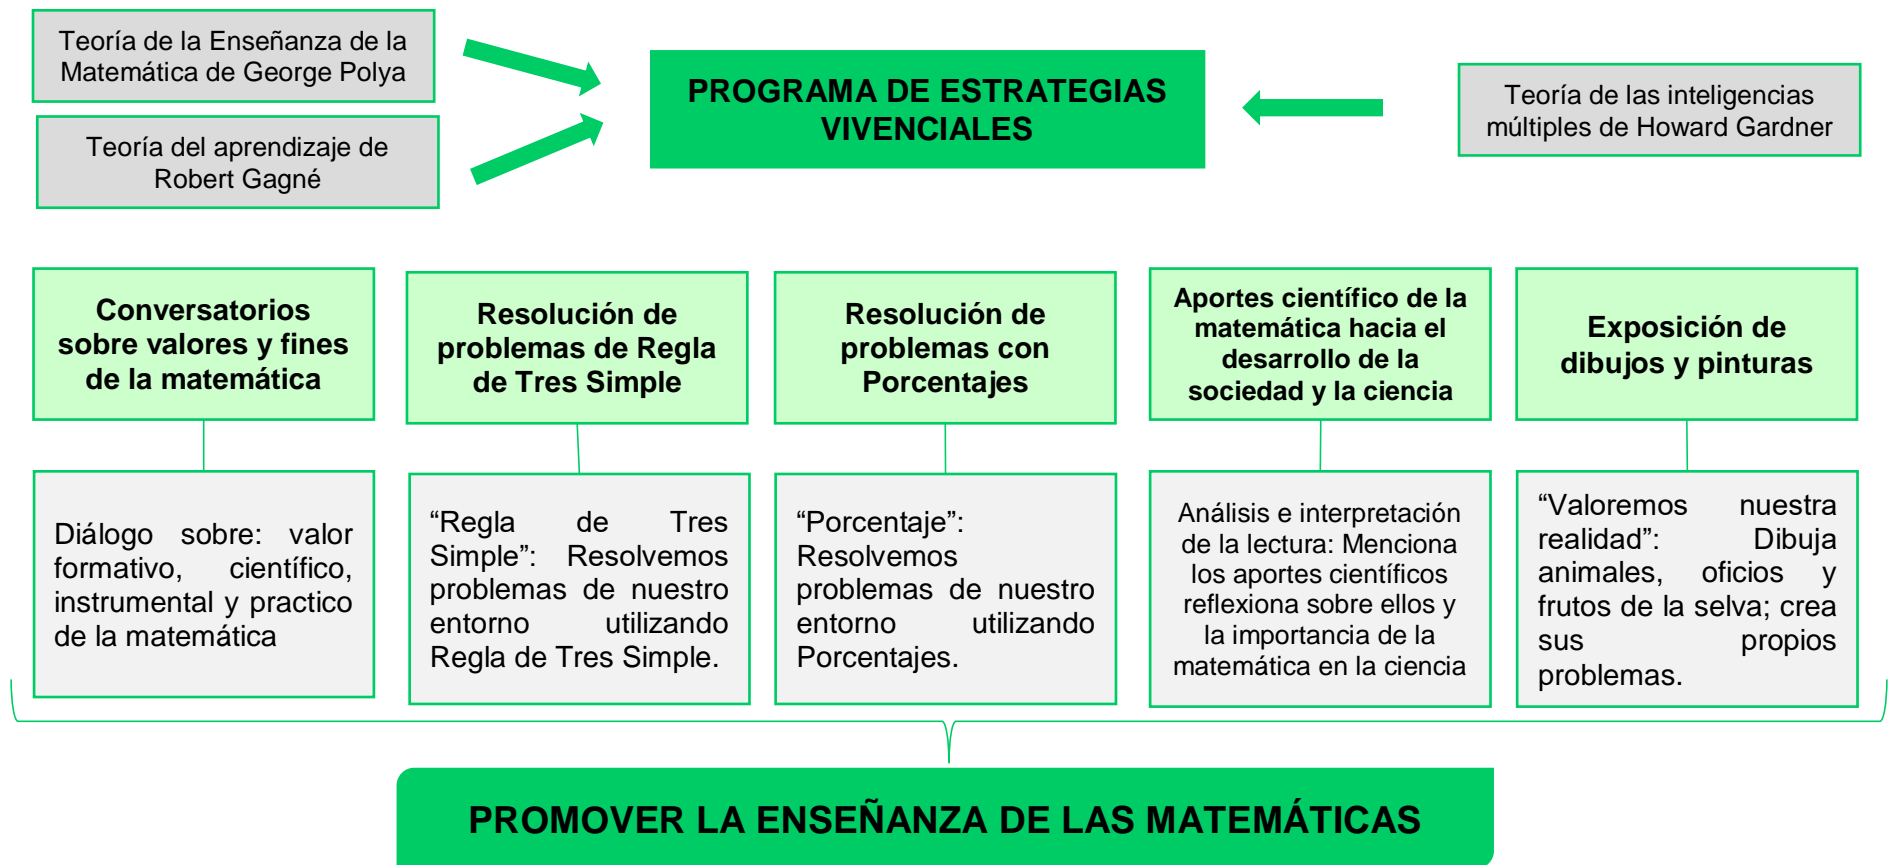 Teoría de la Enseñanza de la
Matemática de George Polya
Teoría del aprendizaje de
Robert Gagné
PROGRAMA DE ESTRATEGIAS
VIVENCIALES
Teoría de las inteligencias
múltiples de Howard Gardner
Conversatorios
sobre valores y fines
de la matemática
Resolución de
problemas de Regla
de Tres Simple
Resolución de
problemas con
Porcentajes
Aportes científico de la
matemática hacia el
desarrollo de la
sociedad y la ciencia
Exposición de
dibujos y pinturas
Diálogo sobre: valor
formativo, científico,
instrumental y practico
de la matemática
“Regla de Tres
Simple”: Resolvemos
problemas de nuestro
entorno utilizando
Regla de Tres Simple.
“Porcentaje”:
Resolvemos
problemas de nuestro
entorno utilizando
Porcentajes.
Análisis e interpretación
de la lectura: Menciona
los aportes científicos
reflexiona sobre ellos y
la importancia de la
matemática en la ciencia
“Valoremos nuestra
realidad”: Dibuja
animales, oficios y
frutos de la selva; crea
sus propios
problemas.
PROMOVER LA ENSEÑANZA DE LAS MATEMÁTICAS